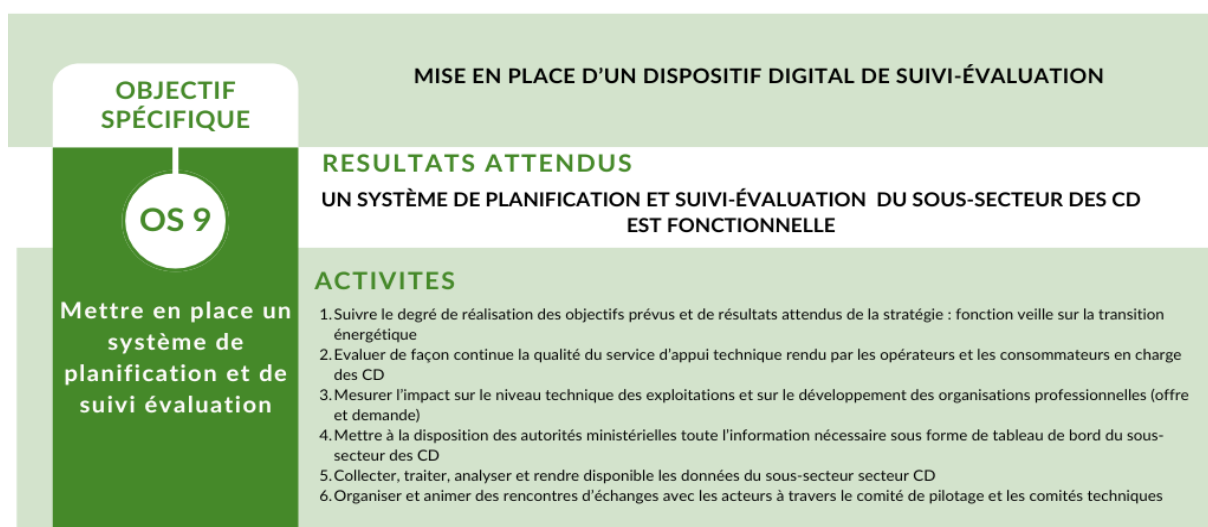 MISE EN PLACE D’UN DISPOSITIF DIGITAL DE SUIVI-ÉVALUATION
OBJECTIF
SPÉCIFIQUE
OS 9
Mettre en place un
système de
planification et de
suivi évaluation
RESULTATS ATTENDUS
UN SYSTÈME DE PLANIFICATION ET SUIVI-ÉVALUATION DU SOUS-SECTEUR DES CD
EST FONCTIONNELLE
ACTIVITES
1. Suivre le degré de réalisation des objectifs prévus et de résultats attendus de la stratégie : fonction veille sur la transition
énergétique
2. Evaluer de façon continue la qualité du service d’appui technique rendu par les opérateurs et les consommateurs en charge
des CD
3. Mesurer l’impact sur le niveau technique des exploitations et sur le développement des organisations professionnelles (offre
et demande)
4. Mettre à la disposition des autorités ministérielles toute l’information nécessaire sous forme de tableau de bord du sous-
secteur des CD
5. Collecter, traiter, analyser et rendre disponible les données du sous-secteur secteur CD
6. Organiser et animer des rencontres d’échanges avec les acteurs à travers le comité de pilotage et les comités techniques